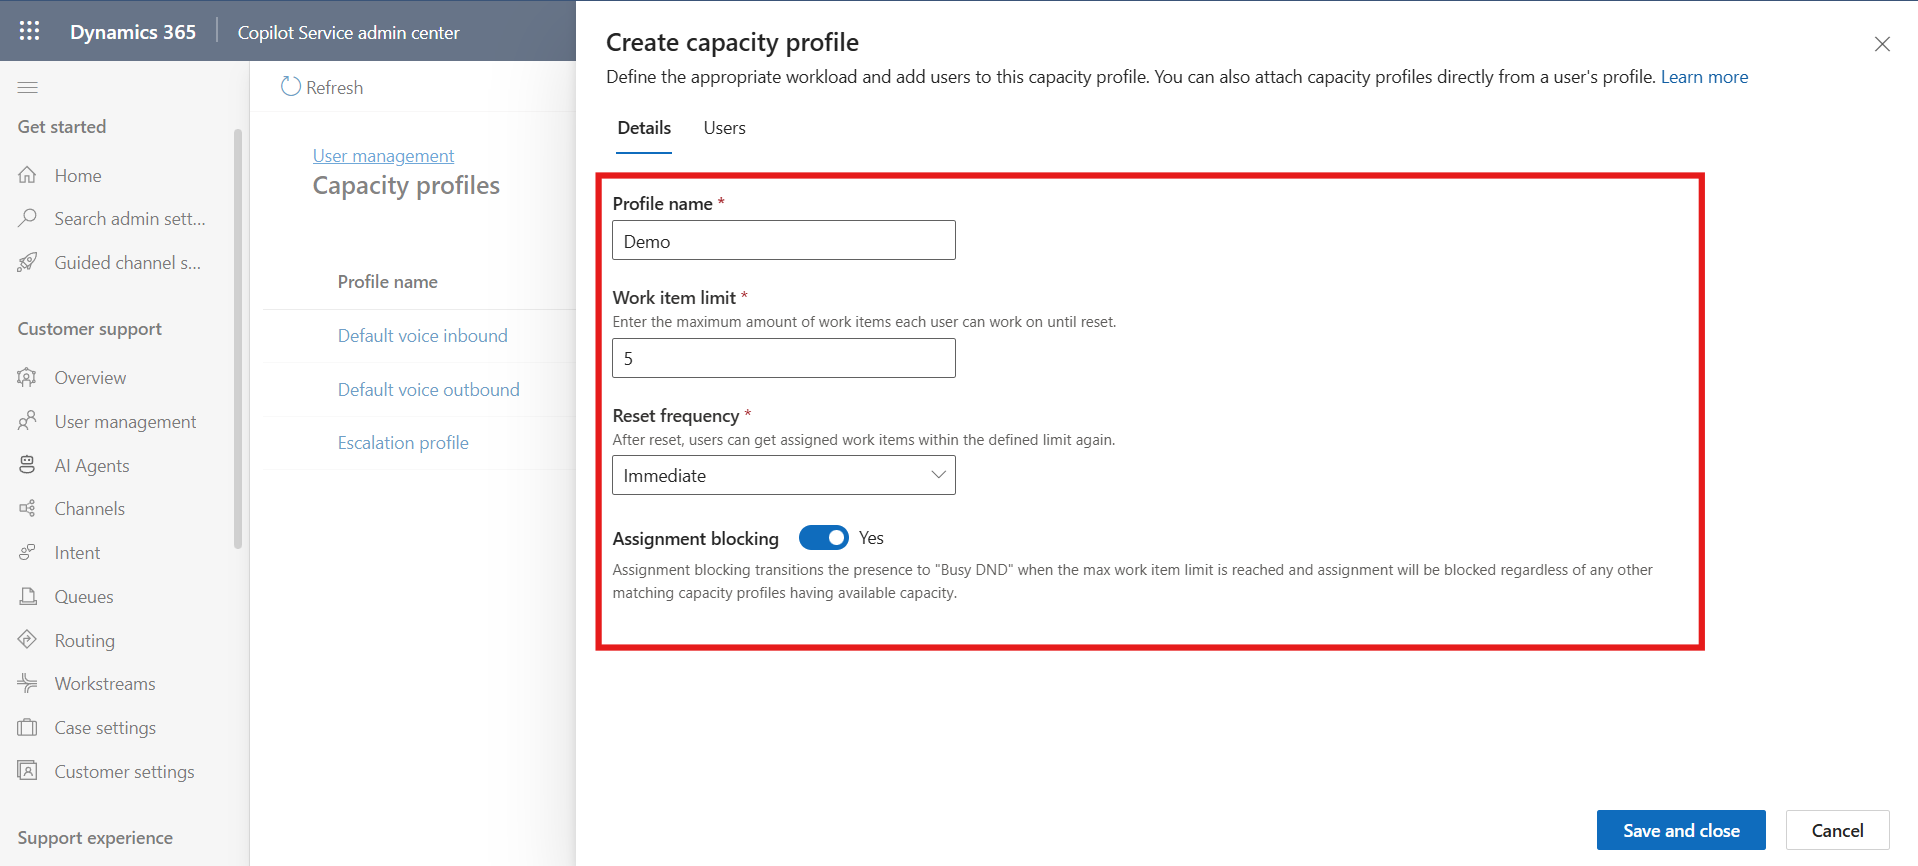 Dynamics 365
Copilot Service admin center
Get started
Home
Search admin sett...
Guided channel s...
Customer support
Overview
User management
AI Agents
Channels
Intent
Queues
Routing
Workstreams
Case settings
Customer settings
Support experience
Refresh
User management
Capacity profiles
Profile name
Default voice inbound
Default voice outbound
Escalation profile
Create capacity profile
Define the appropriate workload and add users to this capacity profile. You can also attach capacity profiles directly from a user's profile. Learn more
Details Users
Profile name *
Demo
Work item limit *
Enter the maximum amount of work items each user can work on until reset.
5
Reset frequency *
After reset, users can get assigned work items within the defined limit again.
Immediate
Assignment blocking Yes
Assignment blocking transitions the presence to "Busy DND" when the max work item limit is reached and assignment will be blocked regardless of any other
matching capacity profiles having available capacity.
Save and close Cancel